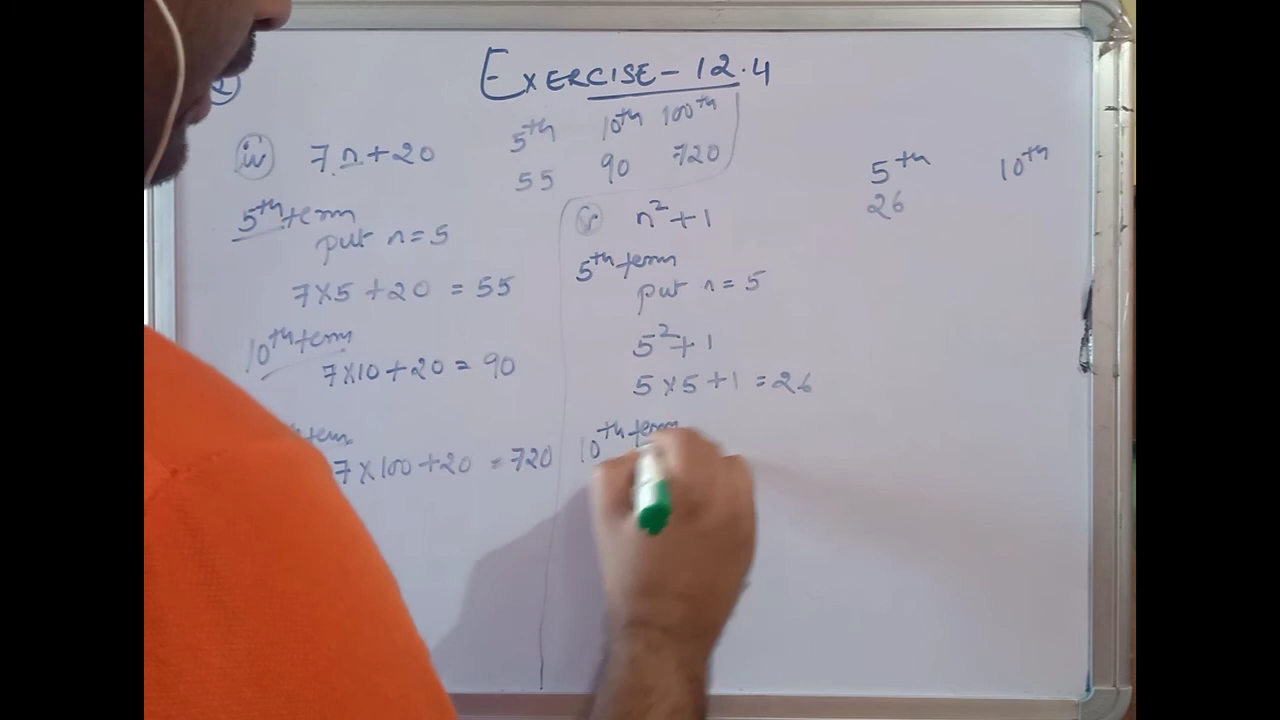 EXERCISE-12.4
iv 7n+20
5th 10th 100th
55 90 720
5th term
put n=5
7×5+20 = 55
10th term
7×10+20 = 90
term
7×100+20 = 720
v n²+1
5th term
put n=5
5²+1
5×5+1 = 26
10th term
5th 10th
26